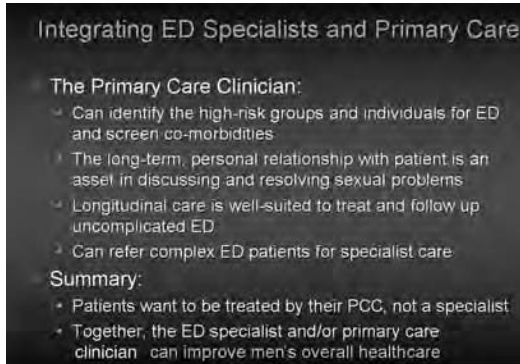 Integrating ED Specialists and Primary Care
The Primary Care Clinician:
Can identify the high-risk groups and individuals for ED
and screen co-morbidities
The long-term, personal relationship with patient is an
asset in discussing and resolving sexual problems
Longitudinal care is well-suited to treat and follow up
uncomplicated ED
Can refer complex ED patients for specialist care
Summary:
Patients want to be treated by their PCC, not a specialist
Together, the ED specialist and/or primary care
clinician can improve men's overall healthcare